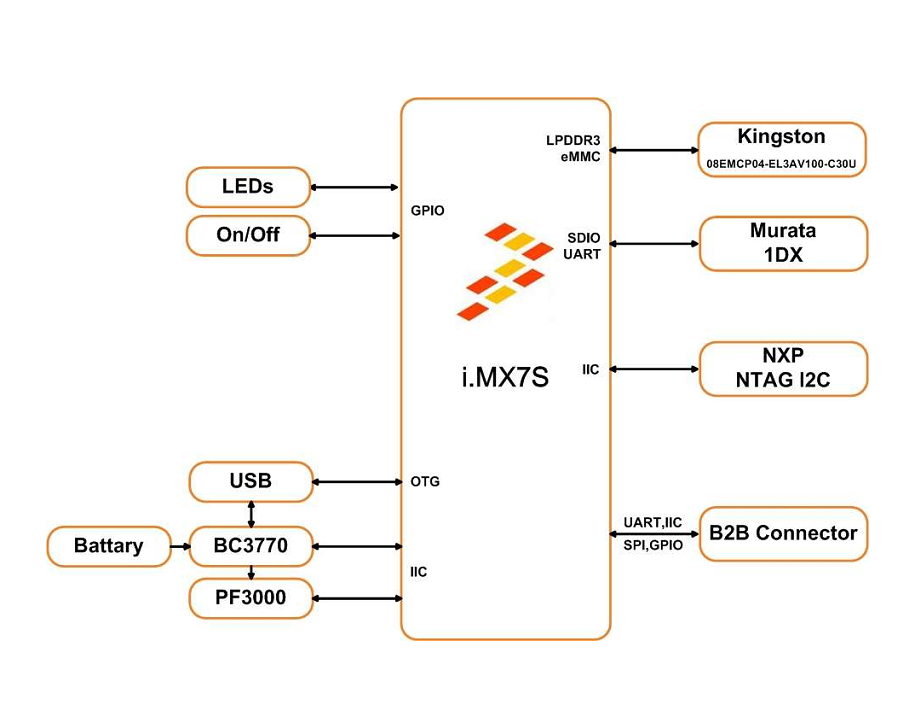 LPDDR3
eMMC
Kingston
08EMCP04-EL3AV100-C30U
LEDs
GPIO
On/Off
SDIO
UART
Murata
1DX
i.MX7S
IIC
NXP
NTAG I2C
USB
OTG
Battary
BC3770
IIC
PF3000
UART,IIC
SPI,GPIO
B2B Connector